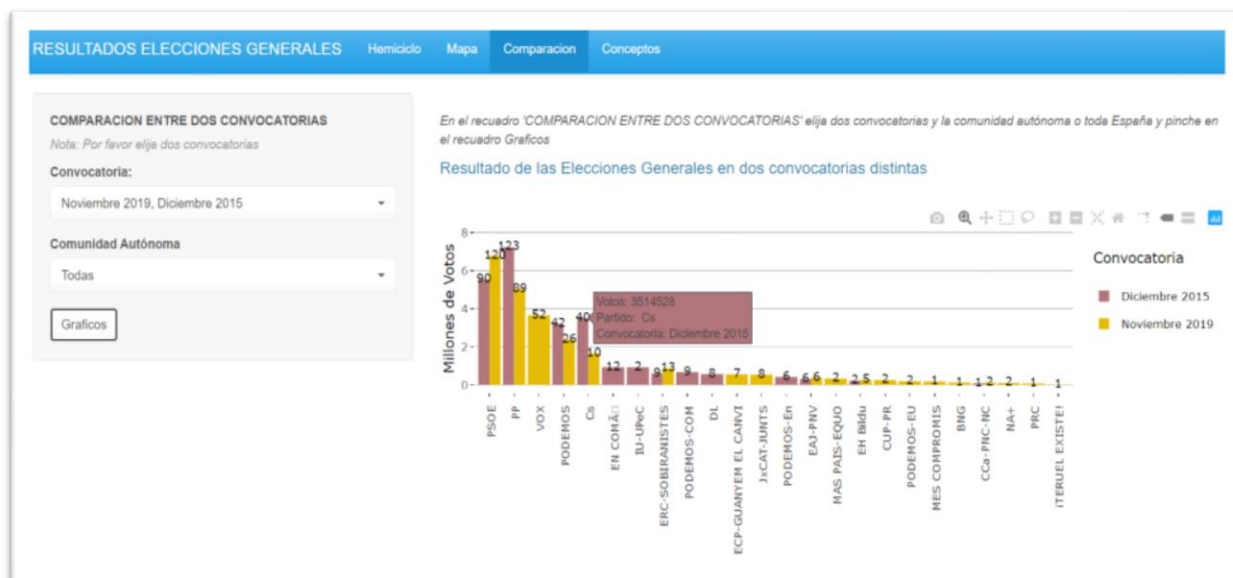 RESULTADOS ELECCIONES GENERALES Hemiciclo Mapa Comparacion Conceptos
COMPARACION ENTRE DOS CONVOCATORIAS
Nota: Por favor elija dos convocatorias
Convocatoria:
Noviembre 2019, Diciembre 2015
Comunidad Autónoma
Todas
Graficos
En el recuadro 'COMPARACION ENTRE DOS CONVOCATORIAS' elija dos convocatorias y la comunidad autónoma o toda España y pinche en
el recuadro Graficos
Resultado de las Elecciones Generales en dos convocatorias distintas
Millones de Votos
8
6
4
2
0
90 120 123 89 52 42 26 40 10 12 2 9 13 9 8 7 8 6 6 6 2 2 5 2 2 1 1 1 2 2 1 1
Votos: 3514528
Partido: Cs
Convocatoria: Diciembre 2015
PSOE
PP
VOX
PODEMOS
Cs
EN COMÃ
IU-UPeC
ERC-SOBIRANISTES
PODEMOS-COM
DL
ECP-GUANYEM EL CANVI
JxCAT-JUNTS
PODEMOS-En
EAJ-PNV
MAS PAIS-EQUO
EH Bildu
CUP-PR
PODEMOS-EU
MES COMPROMIS
BNG
CCa-PNC-NC
NA+
PRC
¡TERUEL EXISTE!
Convocatoria
Diciembre 2015
Noviembre 2019